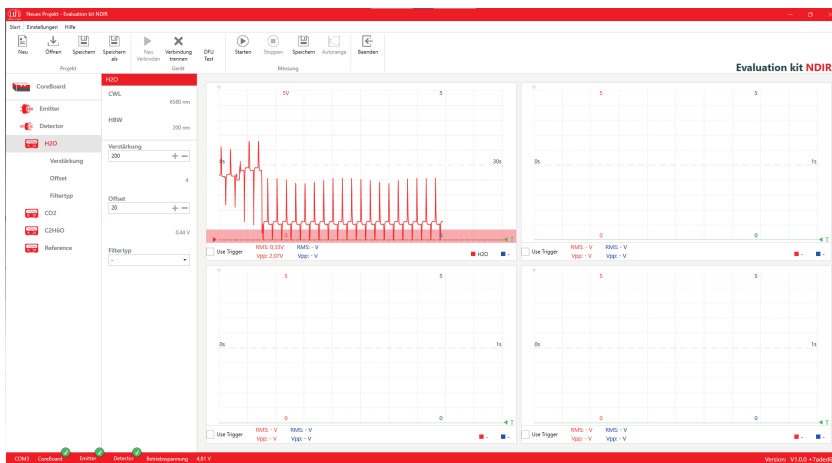 Neues Projekt - Evaluation kit NDIR
Start Einstellungen Hilfe
Neu Öffnen Speichern Speichern als Neu Verbinden Verbindung trennen DFU Test Starten Stoppen Speichern Autorange Beenden
Projekt Gerät Messung
Evaluation kit NDIR
CoreBoard
Emitter
Detector
H2O
Verstärkung
Offset
Filtertyp
CO2
C2H6O
Reference
H2O
CWL
6580 nm
HBW
200 nm
Verstärkung
200
4
Offset
20
0,44 V
Filtertyp
-
5V 5
0s 30s
0 0
T
Use Trigger RMS: 0,33V RMS: - V
Vpp: 2,07V Vpp: - V
H2O -
5 5
0s 1s
0 0
T
Use Trigger RMS: - V RMS: - V
Vpp: - V Vpp: - V
- -
5 5
0s 1s
0 0
T
Use Trigger RMS: - V RMS: - V
Vpp: - V Vpp: - V
- -
5 5
0s 1s
0 0
T
Use Trigger RMS: - V RMS: - V
Vpp: - V Vpp: - V
- -
COM3 CoreBoard Emitter Detector Betriebsspannung 4,81 V
Version: V1.0.0